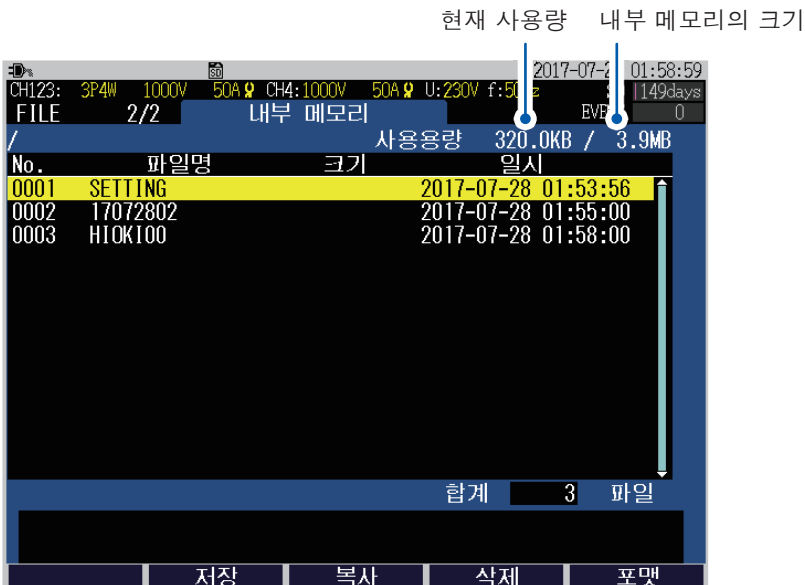 현재 사용량 내부 메모리의 크기
SD 2017-07-2 01:58:59
CH123: 3P4W 1000V 50A CH4:1000V 50A U:230V f:50 z 149days
FILE 2/2 내부 메모리 EVE 0
/ 사용용량 320.0KB / 3.9MB
No. 파일명 크기 일시
0001 SETTING 2017-07-28 01:53:56
0002 17072802 2017-07-28 01:55:00
0003 HIOKI00 2017-07-28 01:58:00
합계 3 파일
저장 복사 삭제 포맷